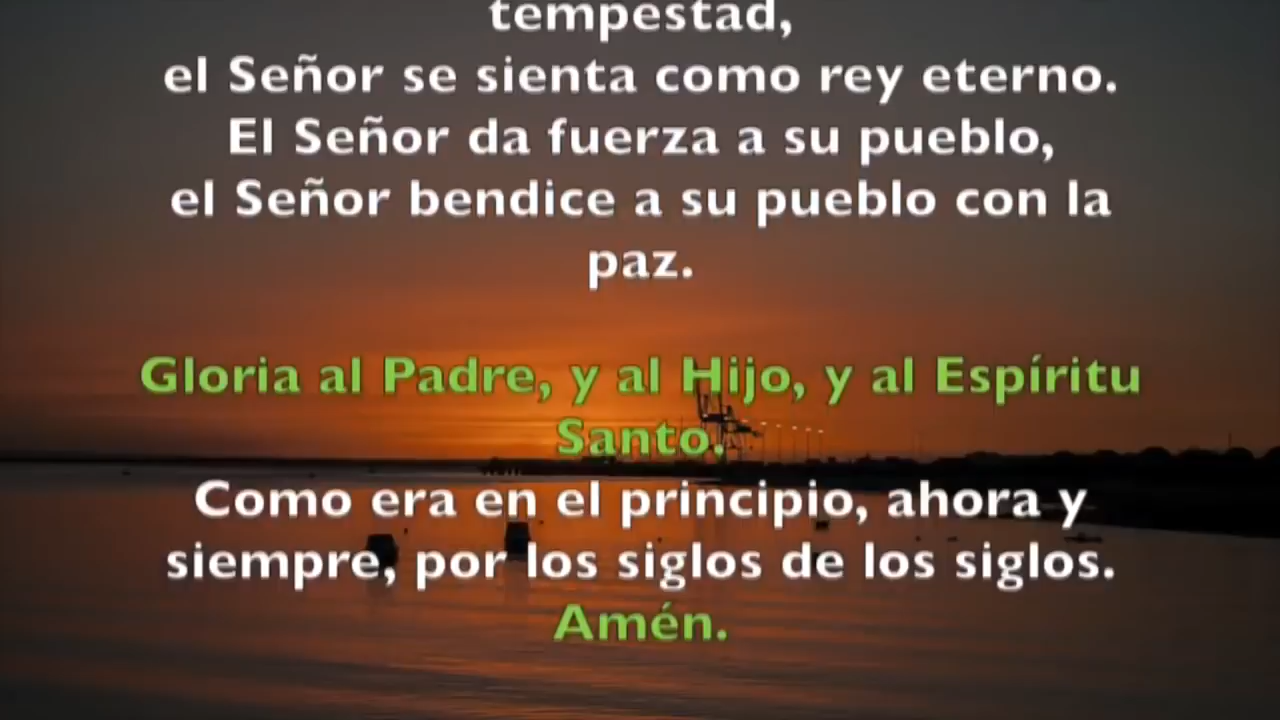 tempestad,
el Señor se sienta como rey eterno.
El Señor da fuerza a su pueblo,
el Señor bendice a su pueblo con la
paz.
Gloria al Padre, y al Hijo, y al Espíritu
Santo.
Como era en el principio, ahora y
siempre, por los siglos de los siglos.
Amén.